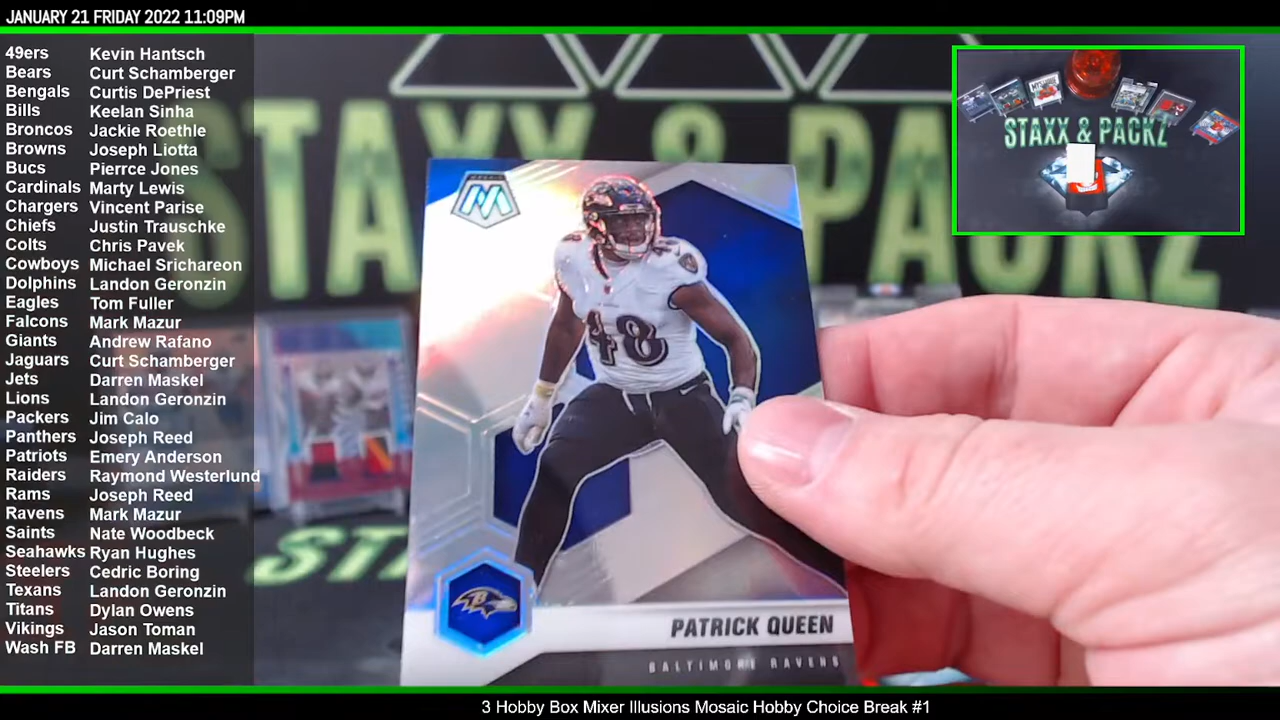 JANUARY 21 FRIDAY 2022 11:09PM
49ers Kevin Hantsch
Bears Curt Schamberger
Bengals Curtis DePriest
Bills Keelan Sinha
Broncos Jackie Roethle
Browns Joseph Liotta
Bucs Pierrce Jones
Cardinals Marty Lewis
Chargers Vincent Parise
Chiefs Justin Trauschke
Colts Chris Pavek
Cowboys Michael Srichareon
Dolphins Landon Geronzin
Eagles Tom Fuller
Falcons Mark Mazur
Giants Andrew Rafano
Jaguars Curt Schamberger
Jets Darren Maskel
Lions Landon Geronzin
Packers Jim Calo
Panthers Joseph Reed
Patriots Emery Anderson
Raiders Raymond Westerlund
Rams Joseph Reed
Ravens Mark Mazur
Saints Nate Woodbeck
Seahawks Ryan Hughes
Steelers Cedric Boring
Texans Landon Geronzin
Titans Dylan Owens
Vikings Jason Toman
Wash FB Darren Maskel
STAXX & PACKZ
STAXX & PACKZ
M
48
48
B
PATRICK QUEEN
BALTIMORE RAVENS
3 Hobby Box Mixer Illusions Mosaic Hobby Choice Break #1